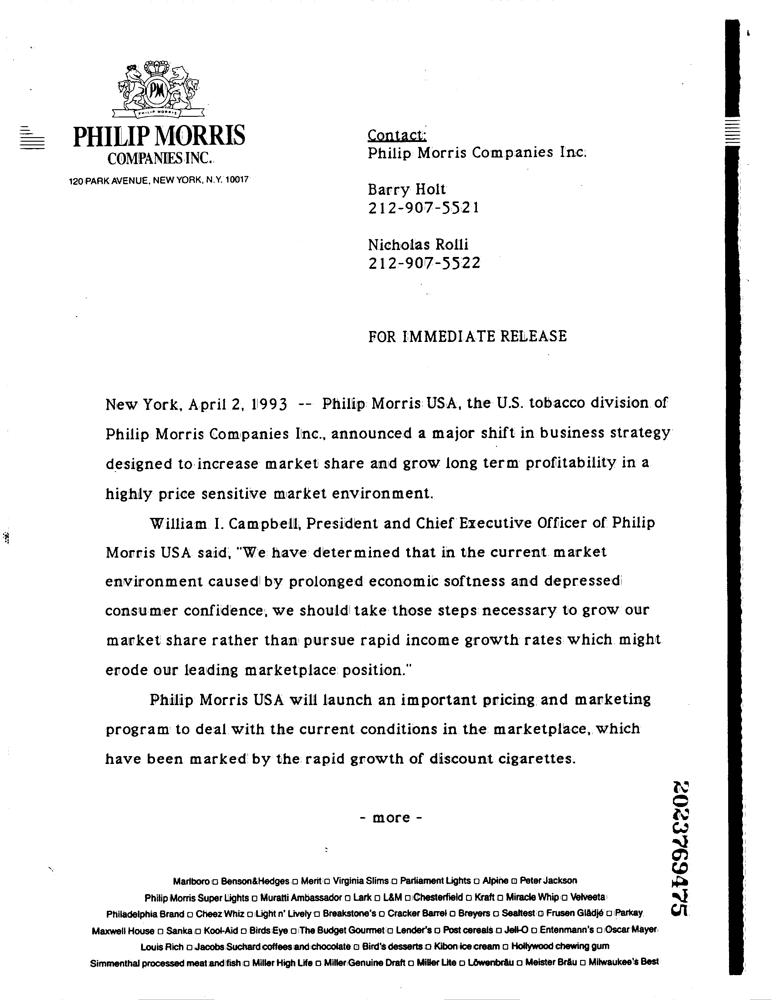 PM
PHILIP MORRIS
PHILIP MORRIS
COMPANIES INC.
120 PARK AVENUE, NEW YORK, N.Y. 10017
Contact:
Philip Morris Companies Inc.
Barry Holt
212-907-5521
Nicholas Rolli
212-907-5522
FOR IMMEDIATE RELEASE
New York, April 2, 1993 -- Philip Morris USA, the U.S. tobacco division of
Philip Morris Companies Inc., announced a major shift in business strategy
designed to increase market share and grow long term profitability in a
highly price sensitive market environment.
William I. Campbell, President and Chief Executive Officer of Philip
Morris USA said, "We have determined that in the current market
environment caused by prolonged economic softness and depressed
consumer confidence, we should take those steps necessary to grow our
market share rather than pursue rapid income growth rates which might
erode our leading marketplace position."
Philip Morris USA will launch an important pricing and marketing
program to deal with the current conditions in the marketplace, which
have been marked by the rapid growth of discount cigarettes.
- more -
2023769475
Marlboro □ Benson&Hedges □ Merit □ Virginia Slims □ Parliament Lights □ Alpine □ Peter Jackson
Philip Morris Super Lights □ Muratti Ambassador □ Lark □ L&M □ Chesterfield □ Kraft □ Miracle Whip □ Velveeta
Philadelphia Brand □ Cheez Whiz □ Light n' Lively □ Breakstone's □ Cracker Barrel □ Breyers □ Sealtest □ Frusen Glädjé □ Parkay
Maxwell House □ Sanka □ Kool-Aid □ Birds Eye □ The Budget Gourmet □ Lender's □ Post cereals □ Jell-O □ Entenmann's □ Oscar Mayer
Louis Rich □ Jacobs Suchard coffees and chocolate □ Bird's desserts □ Kibon ice cream □ Hollywood chewing gum
Simmenthal processed meat and fish □ Miller High Life □ Miller Genuine Draft □ Miller Lite □ Löwenbräu □ Meister Bräu □ Milwaukee's Best